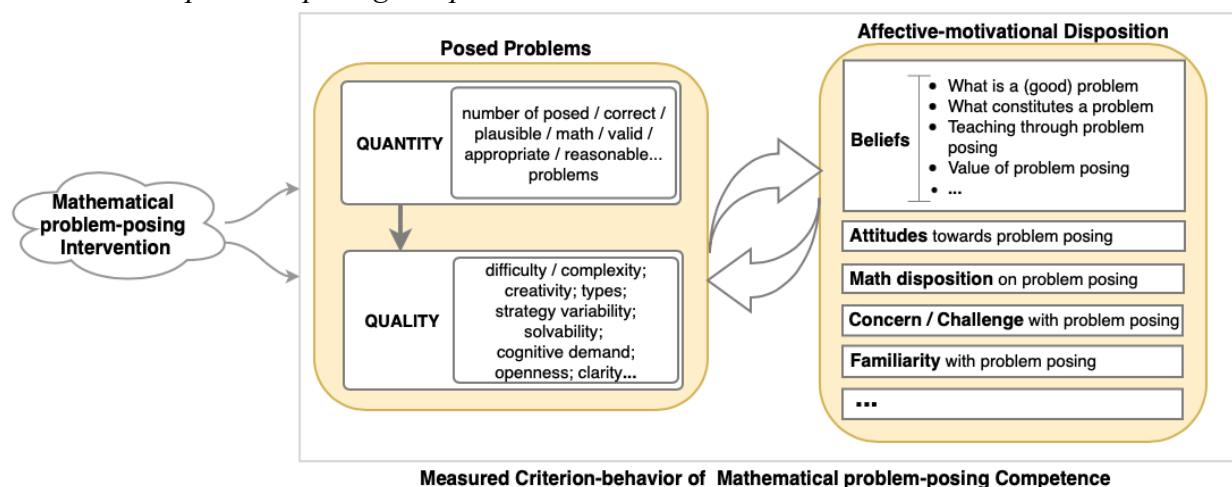 Posed Problems
Affective-motivational Disposition
Mathematical
problem-posing
Intervention
QUANTITY
number of posed / correct /
plausible / math / valid /
appropriate / reasonable...
problems
QUALITY
difficulty / complexity;
creativity; types;
strategy variability;
solvability;
cognitive demand;
openness; clarity...
Beliefs
• What is a (good) problem
• What constitutes a problem
• Teaching through problem
posing
• Value of problem posing
• ...
Attitudes towards problem posing
Math disposition on problem posing
Concern / Challenge with problem posing
Familiarity with problem posing
...
Measured Criterion-behavior of Mathematical problem-posing Competence